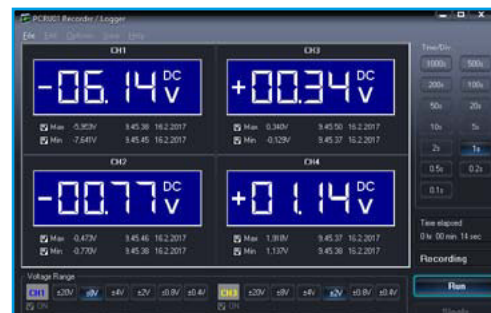 PCRU01 Recorder / Logger
File Edit Options View Help
CH1 CH3 Time/Div
-06.14 DC V +00.34 DC V 1000s 500s
200s 100s
50s 20s
Max -5,953V 9.45.38 16.2.2017 Max 0,340V 9.45.50 16.2.2017
Min -7,641V 9.45.45 16.2.2017 Min -0,129V 9.45.37 16.2.2017 10s 5s
CH2 CH4 2s 1s
-00.77 DC V +01.14 DC V 0.5s 0.2s
0.1s
Time elapsed
Max -0,473V 9.45.46 16.2.2017 Max 1,918V 9.45.37 16.2.2017 0 hr 00 min 14 sec
Min -0,770V 9.45.38 16.2.2017 Min 1,137V 9.45.38 16.2.2017
Recording
Voltage Range
CH1 ±20V ±8V ±4V ±2V ±0.8V ±0.4V CH3 ±20V ±8V ±4V ±2V ±0.8V ±0.4V Run
ON ON